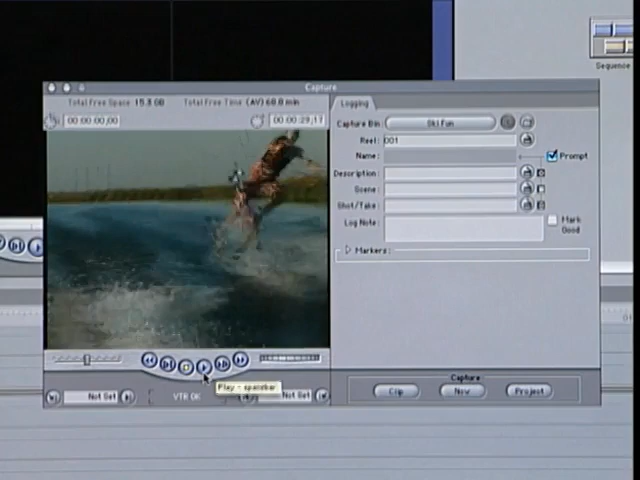 Sequence
Capture
Total Free Space 15.3 GB
Total Free Time (AV) 68.8 min
Logging
00:00:00;00
00:00:29;17
Capture Bin: Ski Fun
Reel: 001
Name:
Prompt
Description:
Scene:
Shot/Take:
Log Note:
Mark Good
Markers:
Play - spacebar
Not Set
VTR OK
Not Set
Capture:
Clip
Now
Project